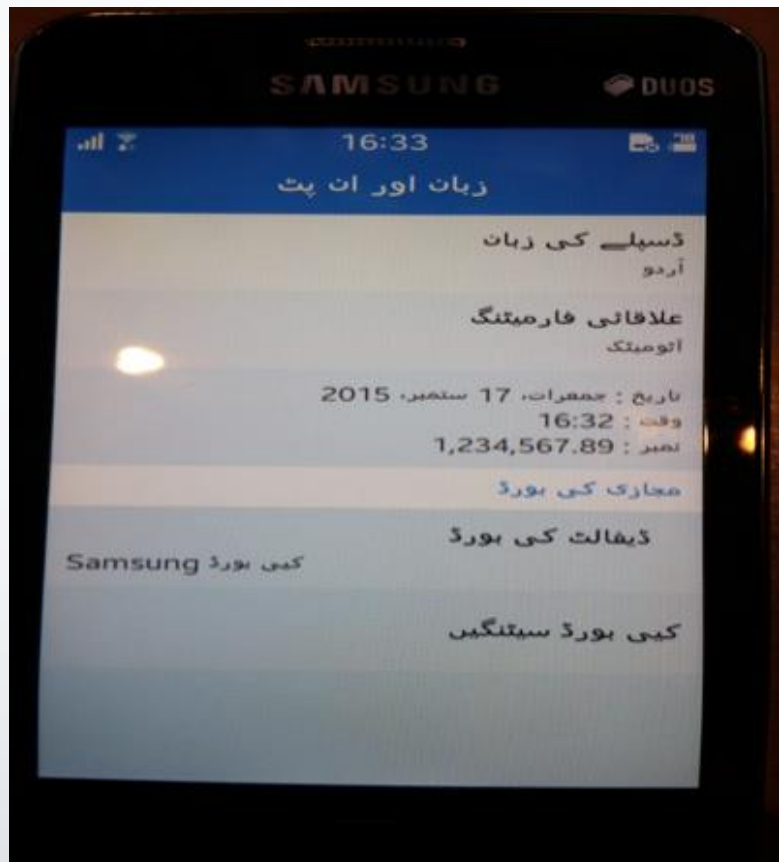 SAMSUNG DUOS
16:33
زبان اور ان پٹ
ڈسپلے کی زبان
اُردو
علاقائی فارمیٹنگ
آٹومیٹک
تاریخ : جمعرات، 17 ستمبر، 2015
وقت : 16:32
نمبر : 1,234,567.89
مجازی کی بورڈ
ڈیفالٹ کی بورڈ
Samsung کیبی بورڈ
کیبی بورڈ سیٹنگیں